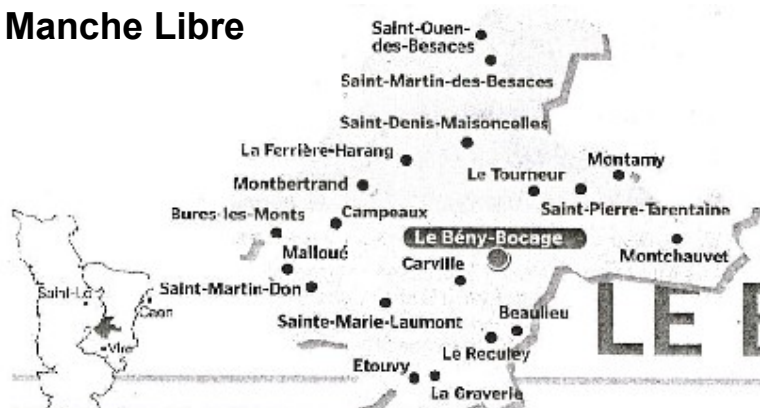 Manche Libre
Saint-Ouen-
des-Besaces
Saint-Martin-des-Besaces
Saint-Denis-Maisoncelles
La Ferrière-Harang
Montamy
Le Tourneur
Montbertrand
Saint-Pierre-Tarentaine
Bures-les-Monts
Campeaux
Le Bény-Bocage
Malloué
Carville
Montchauvet
Saint-Lô
Saint-Martin-Don
Caen
Sainte-Marie-Laumont
Beaulieu
LE B
Vire
Le Reculey
Etouvy
La Graverie